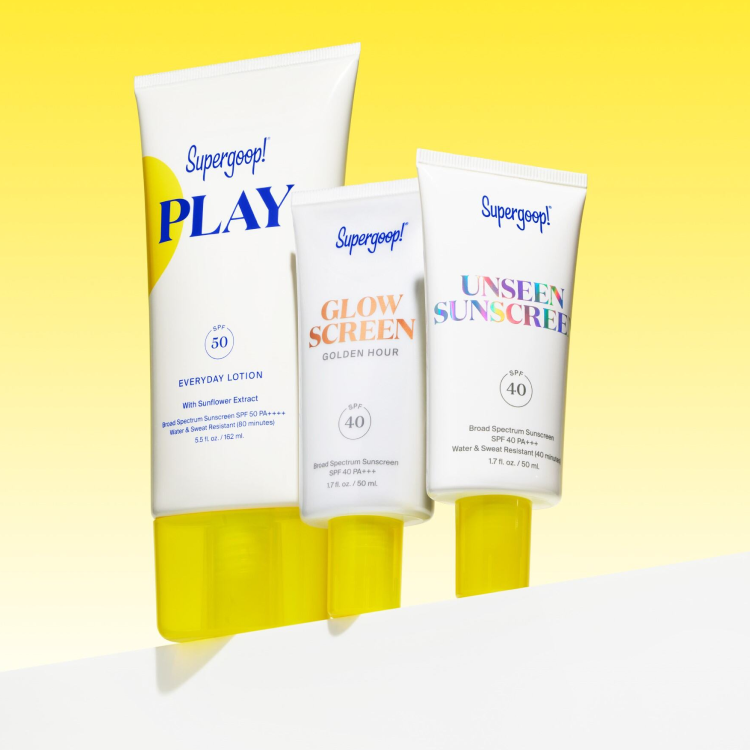 Supergoop!
PLAY
SPF
50
EVERYDAY LOTION
With Sunflower Extract
Broad Spectrum Sunscreen SPF 50 PA++++
Water & Sweat Resistant (80 minutes)
5.5 fl. oz. / 162 ml.
Supergoop!
GLOW
SCREEN
GOLDEN HOUR
SPF
40
Broad Spectrum Sunscreen
SPF 40 PA+++
1.7 fl. oz. / 50 ml.
Supergoop!
UNSEEN
SUNSCREE
SPF
40
Broad Spectrum Sunscreen
SPF 40 PA+++
Water & Sweat Resistant (40 minutes)
1.7 fl. oz. / 50 ml.